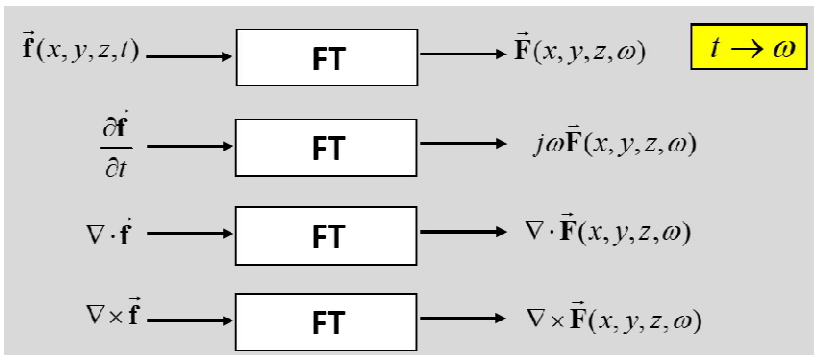 f⃗(x, y, z, t) FT F⃗(x, y, z, ω) t → ω
∂f⃗/∂t FT jωF⃗(x, y, z, ω)
∇ · f⃗ FT ∇ · F⃗(x, y, z, ω)
∇ × f⃗ FT ∇ × F⃗(x, y, z, ω)